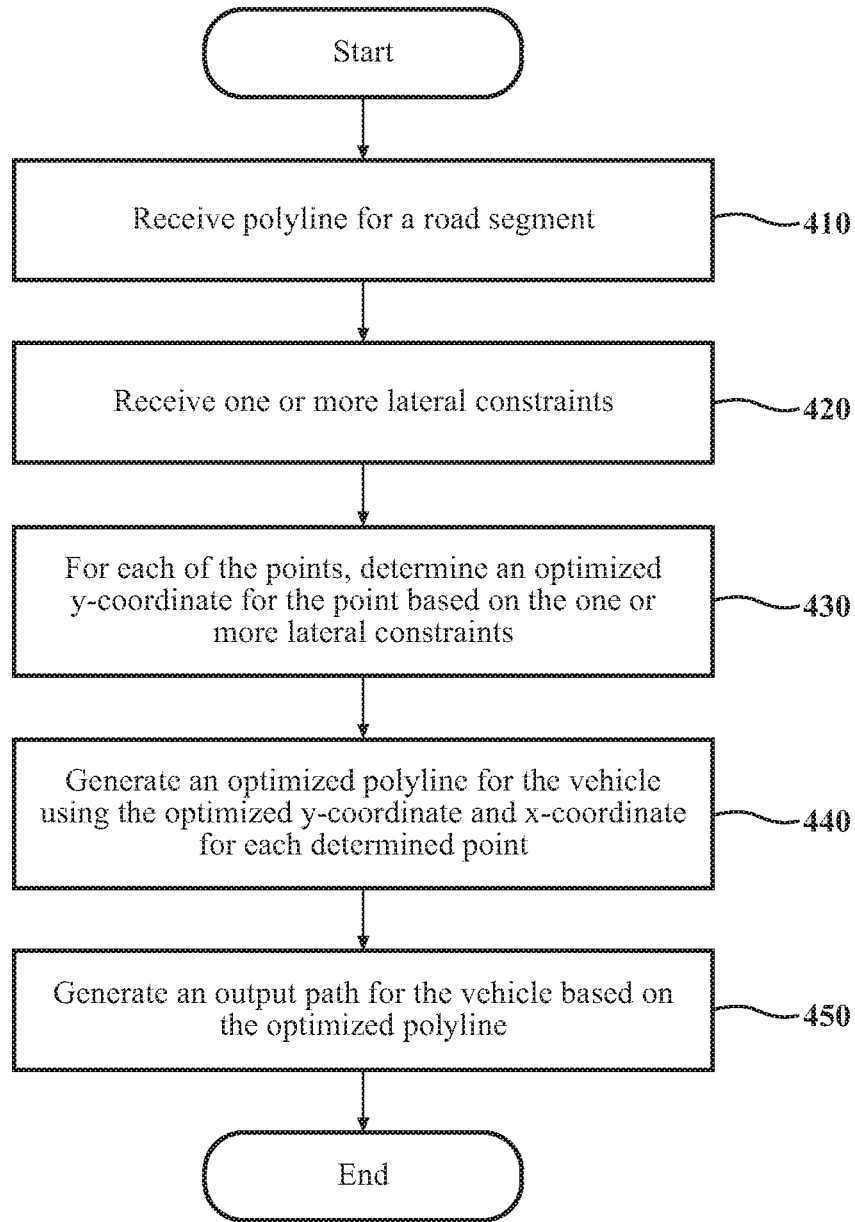 Start
Receive polyline for a road segment
410
Receive one or more lateral constraints
420
For each of the points, determine an optimized
y-coordinate for the point based on the one or
more lateral constraints
430
Generate an optimized polyline for the vehicle
using the optimized y-coordinate and x-coordinate
for each determined point
440
Generate an output path for the vehicle based on
the optimized polyline
450
End